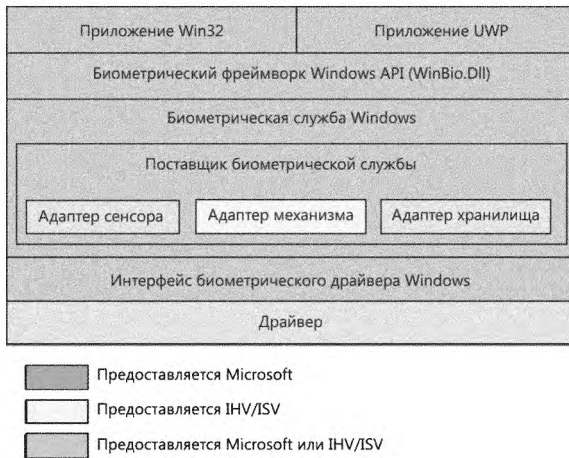 Приложение Win32
Приложение UWP
Биометрический фреймворк Windows API (WinBio.Dll)
Биометрическая служба Windows
Поставщик биометрической службы
Адаптер сенсора
Адаптер механизма
Адаптер хранилища
Интерфейс биометрического драйвера Windows
Драйвер
Предоставляется Microsoft
Предоставляется IHV/ISV
Предоставляется Microsoft или IHV/ISV